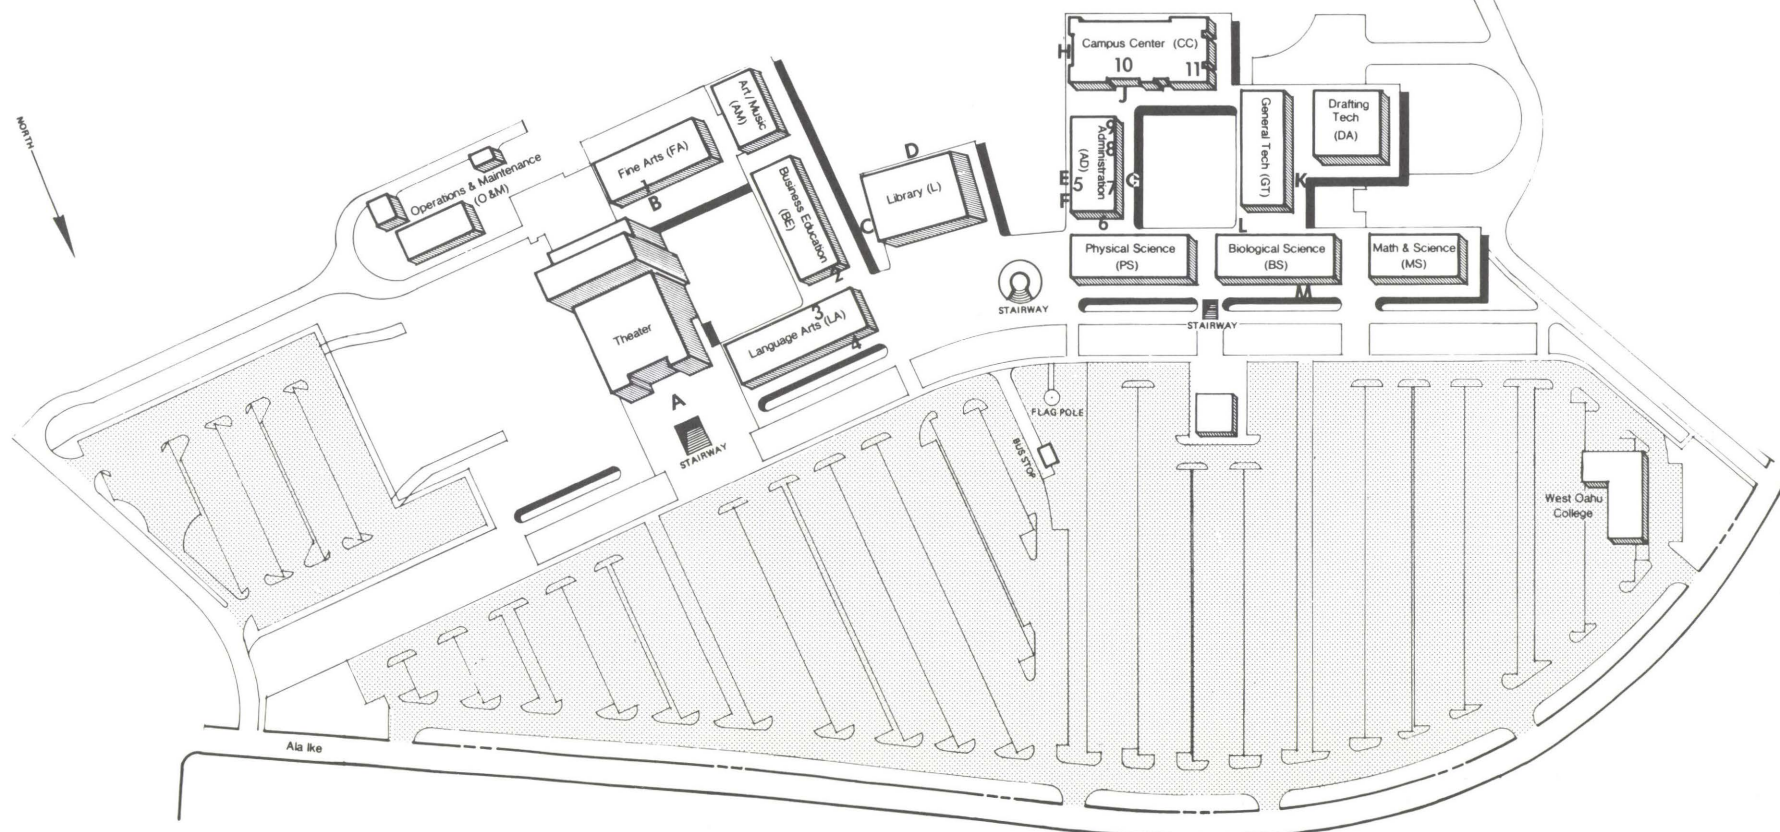 NORTH
Campus Center (CC)
H
10
11
J
Art / Music
(AM)
Fine Arts (FA)
1
B
Operations & Maintenance
(O & M)
Business Education
(BE)
2
D
Library (L)
C
9
8
Administration
(AD)
E
5
7
G
F
6
General Tech (GT)
Drafting
Tech
(DA)
K
L
Physical Science
(PS)
Biological Science
(BS)
Math & Science
(MS)
M
STAIRWAY
STAIRWAY
Theater
3
Language Arts (LA)
4
A
STAIRWAY
FLAG POLE
BUS STOP
West Oahu
College
Ala Ike